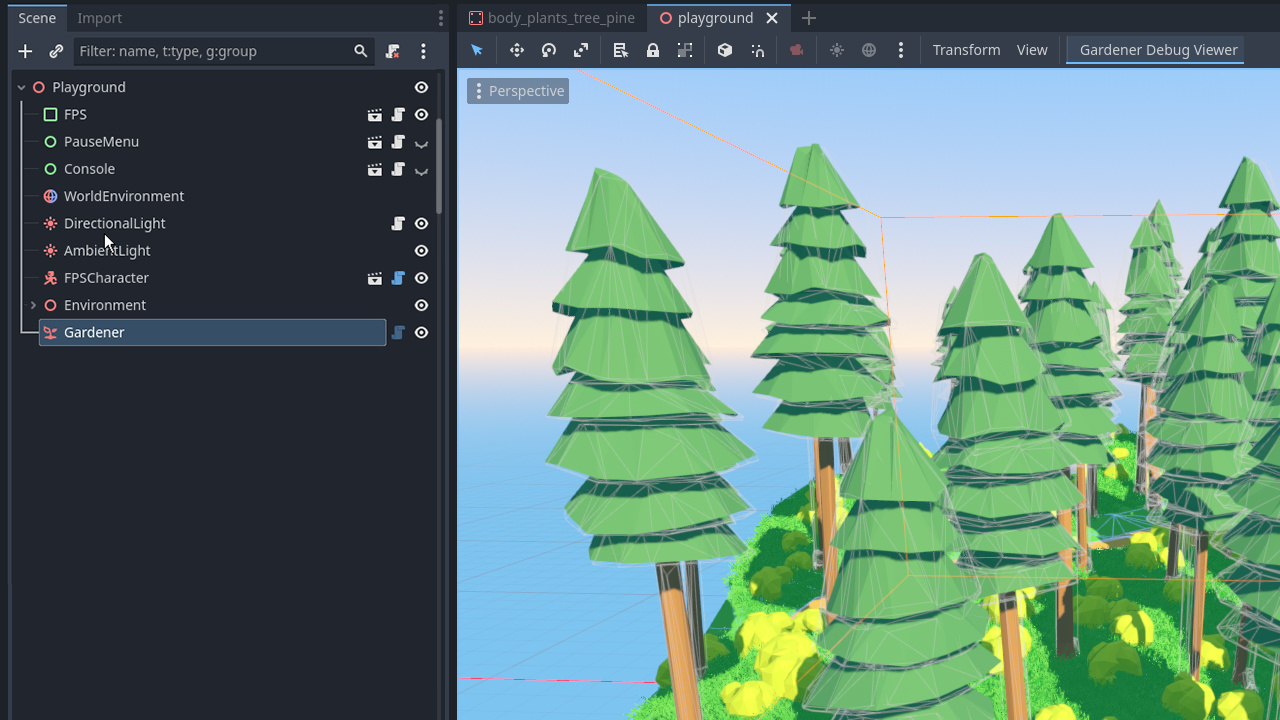 Scene Import
Filter: name, t:type, g:group
Playground
FPS
PauseMenu
Console
WorldEnvironment
DirectionalLight
AmbientLight
FPSCharacter
Environment
Gardener
body_plants_tree_pine playground
Transform View Gardener Debug Viewer
Perspective